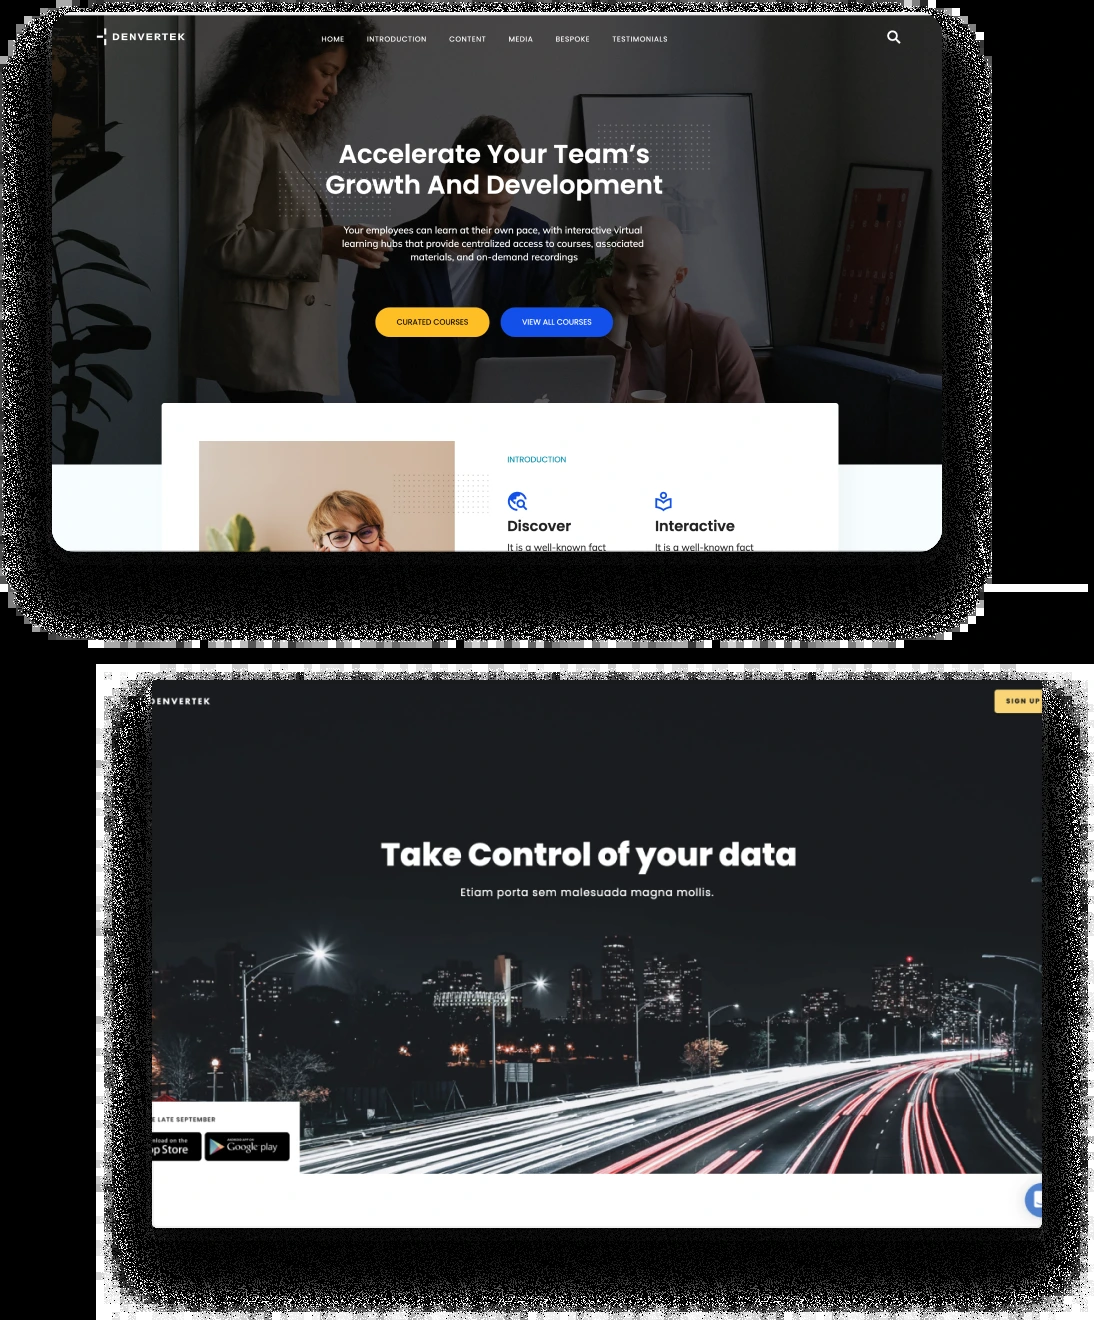 DENVERTEK
HOME INTRODUCTION CONTENT MEDIA BESPOKE TESTIMONIALS
Accelerate Your Team’s
Growth And Development
Your employees can learn at their own pace, with interactive virtual
learning hubs that provide centralized access to courses, associated
materials, and on-demand recordings
CURATED COURSES VIEW ALL COURSES
INTRODUCTION
Discover Interactive
It is a well-known fact It is a well-known fact
DENVERTEK
SIGN UP
Take Control of your data
Etiam porta sem malesuada magna mollis.
LATE SEPTEMBER
on the
Store
ANDROID APP ON
Google play